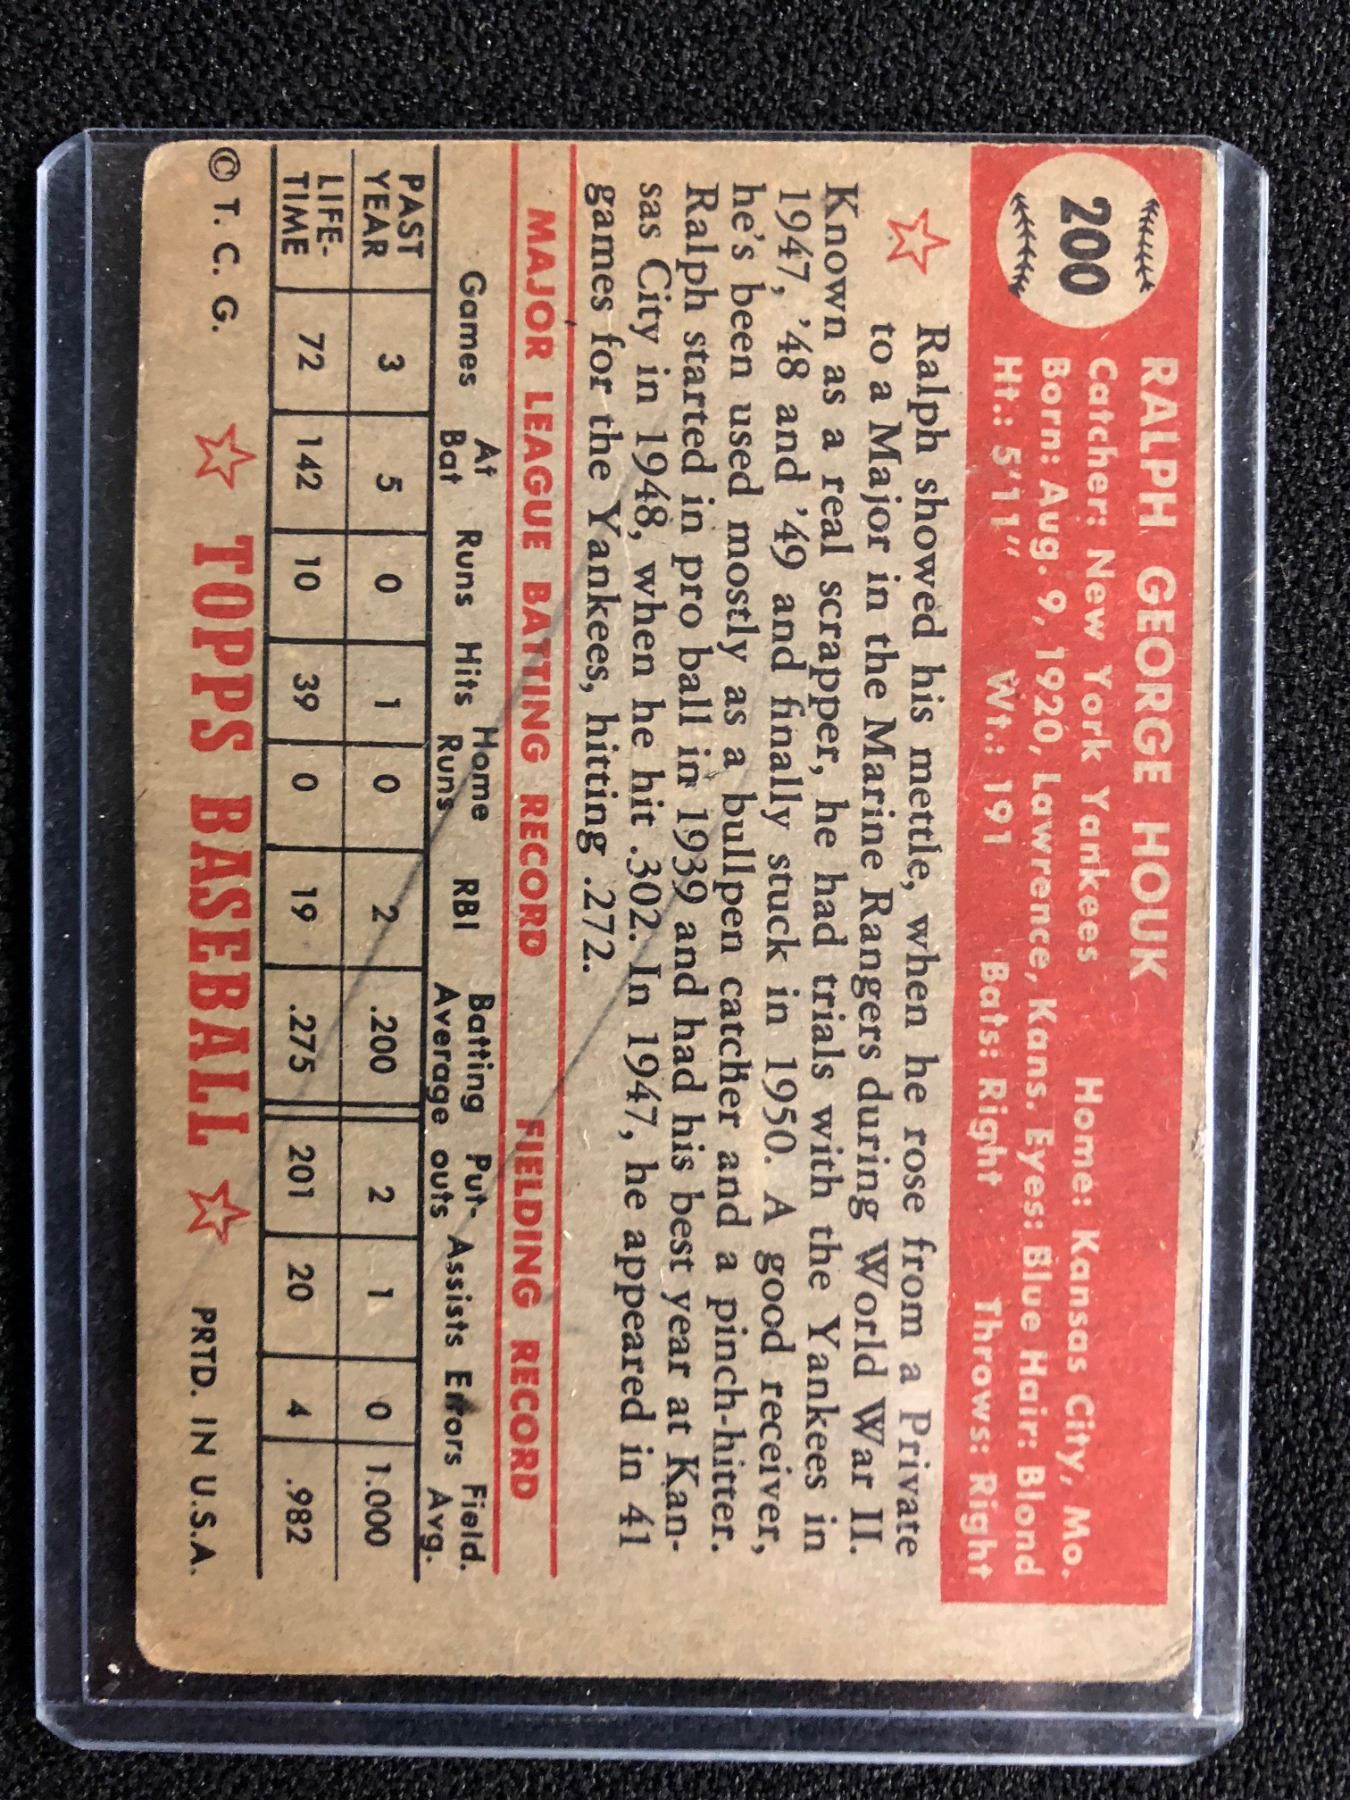 200
RALPH GEORGE HOUK
Catcher: New York Yankees Home: Kansas City, Mo.
Born: Aug. 9, 1920, Lawrence, Kans. Eyes: Blue Hair: Blond
Ht.: 5'11" Wt.: 191 Bats: Right Throws: Right
Ralph showed his mettle, when he rose from a Private
to a Major in the Marine Rangers during World War II.
Known as a real scrapper, he had trials with the Yankees in
1947, '48 and '49 and finally stuck in 1950. A good receiver,
he's been used mostly as a bullpen catcher and a pinch-hitter.
Ralph started in pro ball in 1939 and had his best year at Kan-
sas City in 1948, when he hit .302. In 1947, he appeared in 41
games for the Yankees, hitting .272.
MAJOR LEAGUE BATTING RECORD FIELDING RECORD
Games At Bat Runs Hits Home Runs RBI Batting Average Put-outs Assists Errors Field. Avg.
PAST YEAR 3 5 0 1 0 2 .200 2 1 0 1.000
LIFE-TIME 72 142 10 39 0 19 .275 201 20 4 .982
© T. C. G. TOPPS BASEBALL PRTD. IN U.S.A.